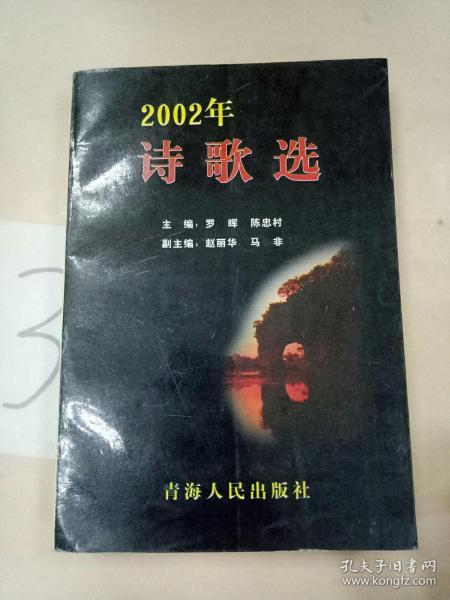 2002年
诗歌选
主编：罗晖 陈忠村
副主编：赵丽华 马非
青海人民出版社
3
孔夫子旧书网
www.kongfz.com